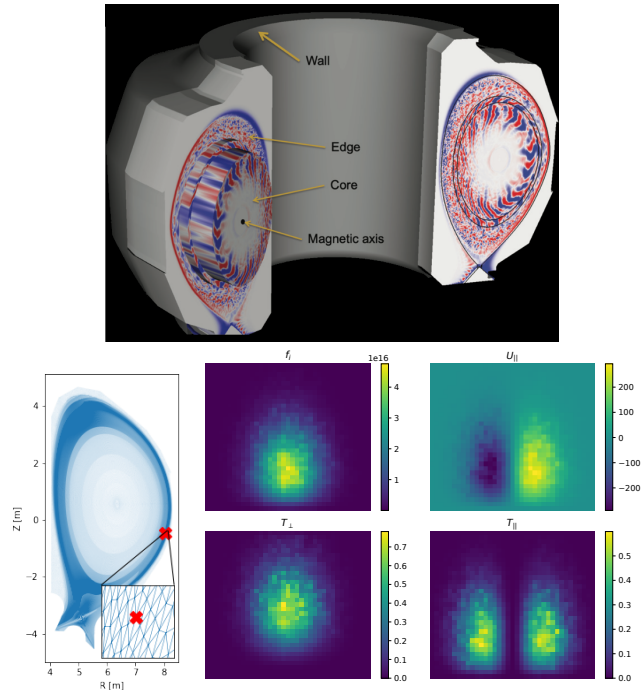 Wall
Edge
Core
Magnetic axis
f_i
1e16
4
3
2
1
U_{||}
200
100
0
−100
−200
4
2
0
−2
−4
Z [m]
4 5 6 7 8
R [m]
T_⊥
0.7
0.6
0.5
0.4
0.3
0.2
0.1
0.0
T_{||}
0.5
0.4
0.3
0.2
0.1
0.0